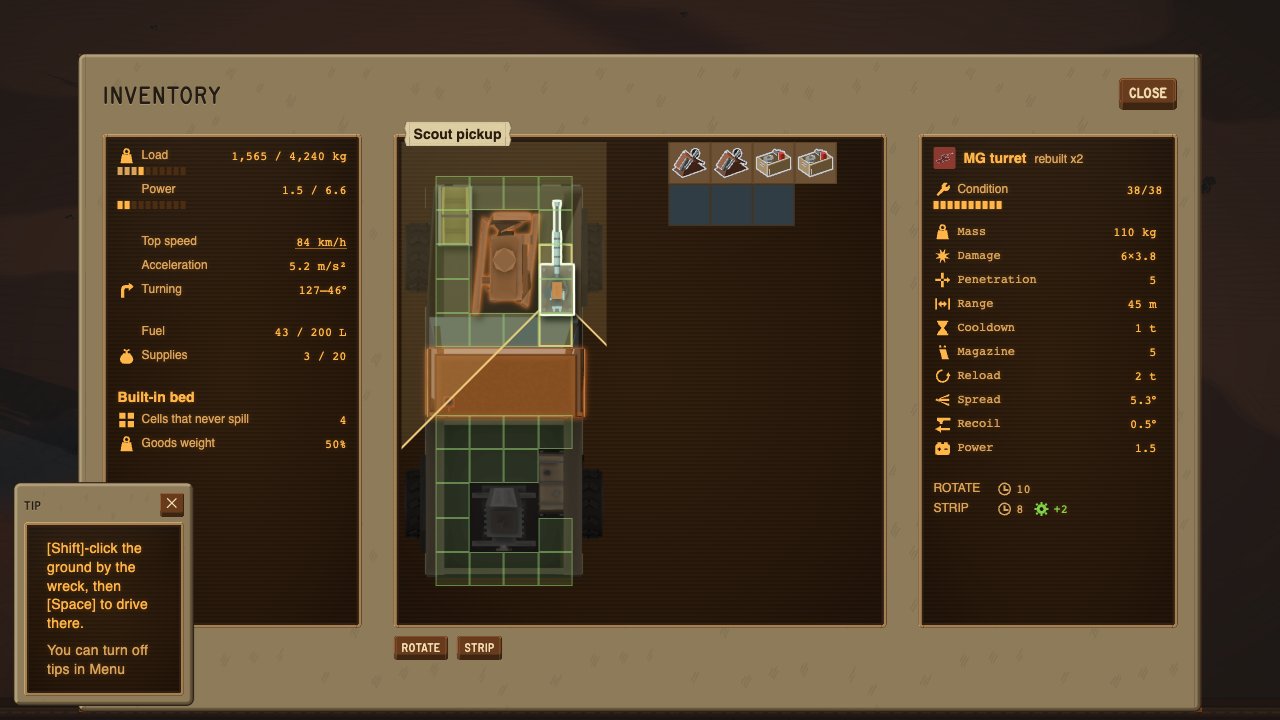 INVENTORY
CLOSE
Scout pickup
Load 1,565 / 4,240 kg
Power 1.5 / 6.6
Top speed 84 km/h
Acceleration 5.2 m/s²
Turning 127—46°
Fuel 43 / 200 L
Supplies 3 / 20
Built-in bed
Cells that never spill 4
Goods weight 50%
MG turret rebuilt x2
Condition 38/38
Mass 110 kg
Damage 6×3.8
Penetration 5
Range 45 m
Cooldown 1 t
Magazine 5
Reload 2 t
Spread 5.3°
Recoil 0.5°
Power 1.5
ROTATE 10
STRIP 8 +2
ROTATE STRIP
TIP
[Shift]-click the
ground by the
wreck, then
[Space] to drive
there.
You can turn off
tips in Menu